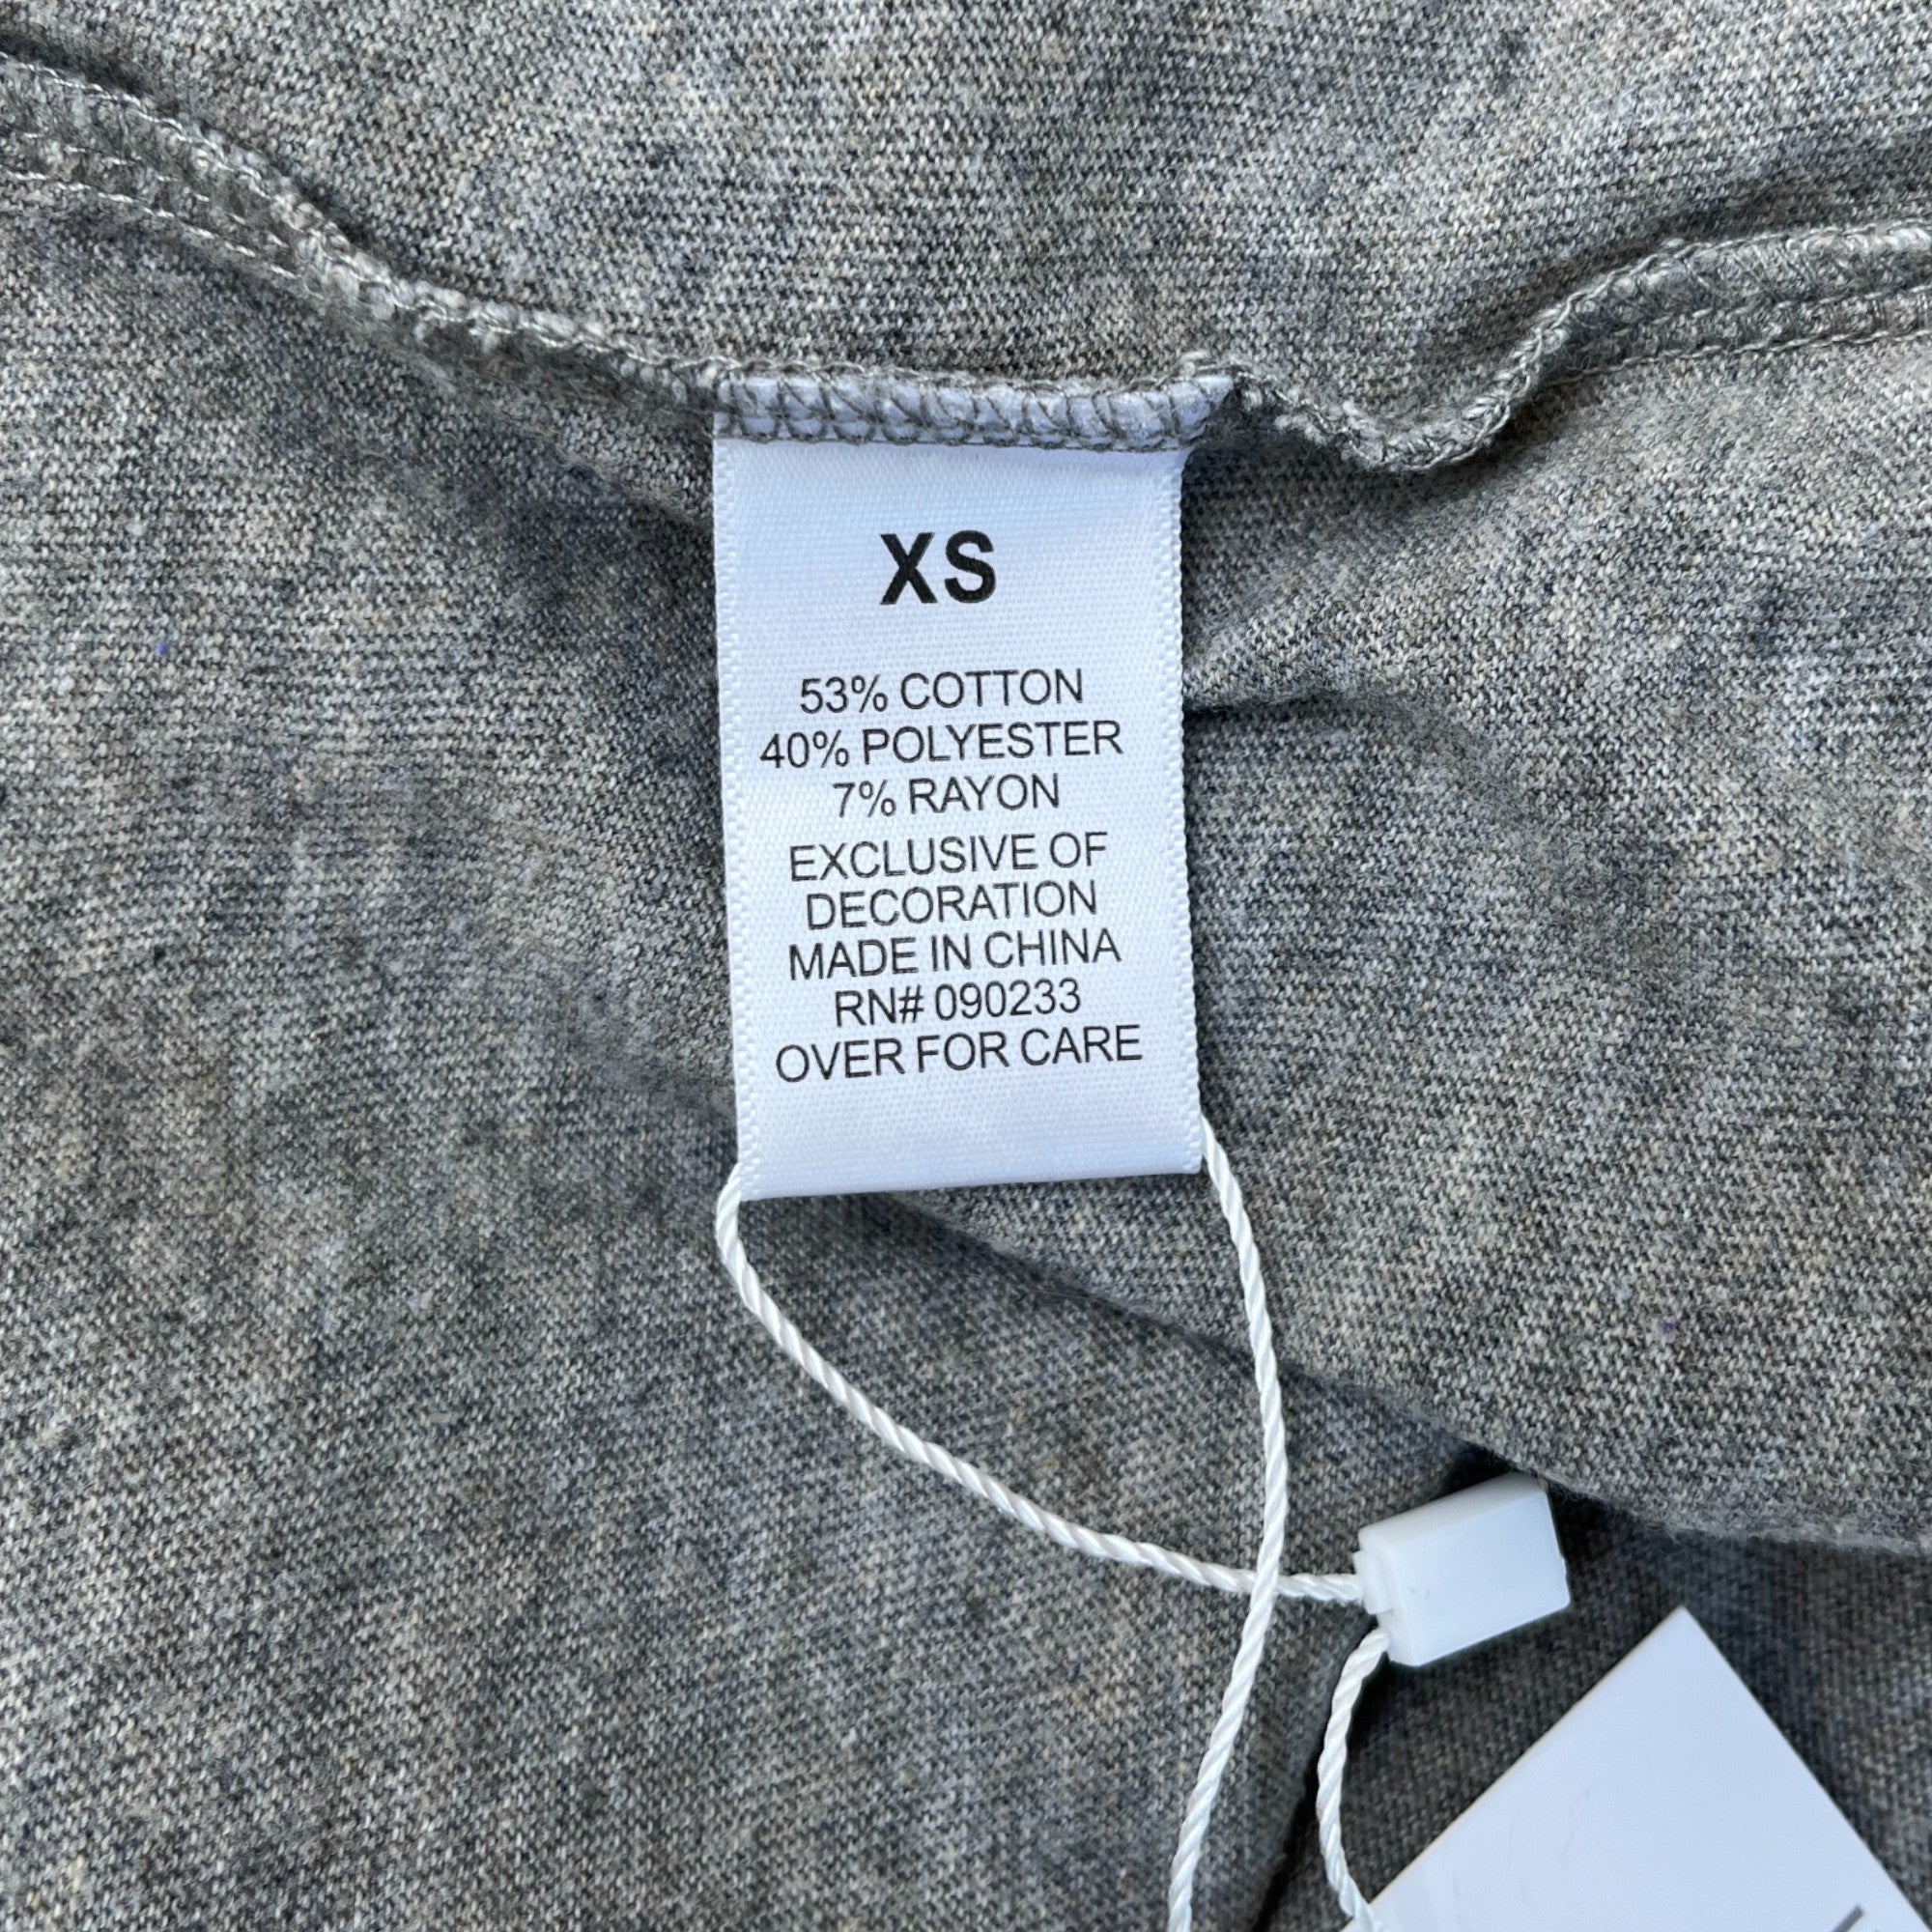 XS
53% COTTON
40% POLYESTER
7% RAYON
EXCLUSIVE OF
DECORATION
MADE IN CHINA
RN# 090233
OVER FOR CARE